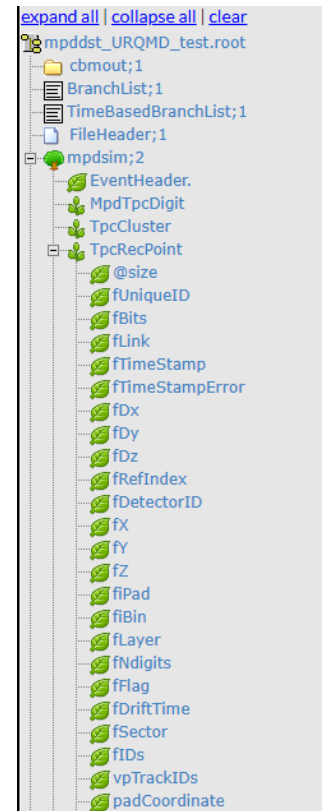 expand all | collapse all | clear
mpddst_URQMD_test.root
cbmout;1
BranchList;1
TimeBasedBranchList;1
FileHeader;1
mpdsim;2
EventHeader.
MpdTpcDigit
TpcCluster
TpcRecPoint
@size
fUniqueID
fBits
fLink
fTimeStamp
fTimeStampError
fDx
fDy
fDz
fRefIndex
fDetectorID
fX
fY
fZ
fiPad
fiBin
fLayer
fNdigits
fFlag
fDriftTime
fSector
fIDs
vpTrackIDs
padCoordinate